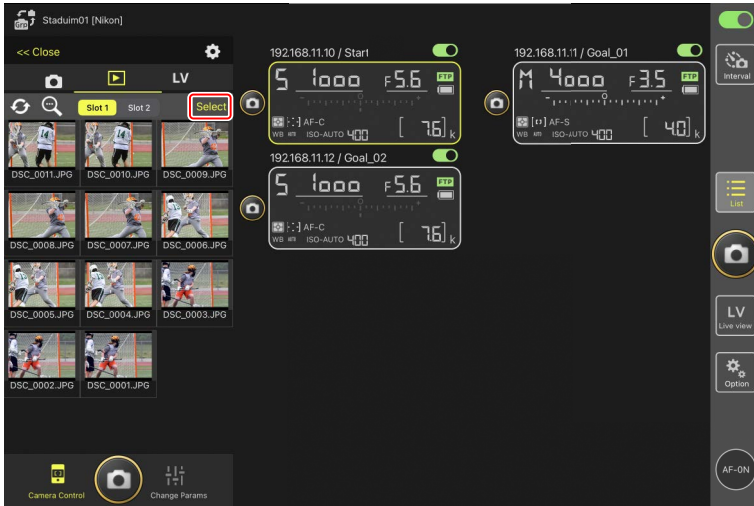 Grp Staduim01 [Nikon]
<< Close
LV
Slot 1 Slot 2 Select
DSC_0011.JPG DSC_0010.JPG DSC_0009.JPG
DSC_0008.JPG DSC_0007.JPG DSC_0006.JPG
DSC_0005.JPG DSC_0004.JPG DSC_0003.JPG
DSC_0002.JPG DSC_0001.JPG
Camera Control Change Params
192.168.11.10 / Start
S 1000 F5.6 FTP
AF-C
WB AUTO ISO-AUTO 400 [ 7.6] k
192.168.11.11 / Goal_01
M 4000 F3.5 FTP
AF-S
WB AUTO ISO-AUTO 400 [ 4.0] k
192.168.11.12 / Goal_02
S 1000 F5.6 FTP
AF-C
WB AUTO ISO-AUTO 400 [ 7.6] k
Interval
List
LV
Live view
Option
AF-ON